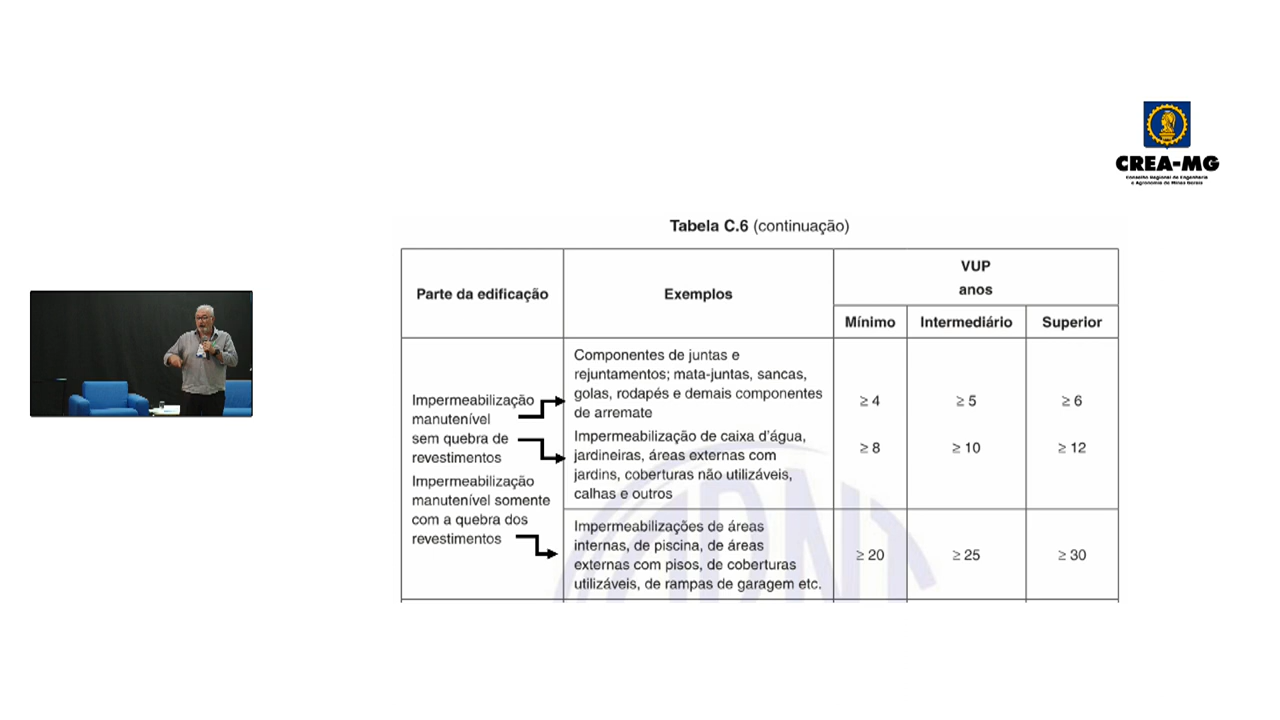 CREA-MG
Conselho Regional de Engenharia
e Agronomia de Minas Gerais
Tabela C.6 (continuação)
Parte da edificação
Exemplos
VUP
anos
Mínimo
Intermediário
Superior
Impermeabilização
manutenível
sem quebra de
revestimentos
Componentes de juntas e
rejuntamentos; mata-juntas, sancas,
golas, rodapés e demais componentes
de arremate
≥ 4
≥ 5
≥ 6
Impermeabilização de caixa d'água,
jardineiras, áreas externas com
jardins, coberturas não utilizáveis,
calhas e outros
≥ 8
≥ 10
≥ 12
Impermeabilização
manutenível somente
com a quebra dos
revestimentos
Impermeabilizações de áreas
internas, de piscina, de áreas
externas com pisos, de coberturas
utilizáveis, de rampas de garagem etc.
≥ 20
≥ 25
≥ 30
ABNT